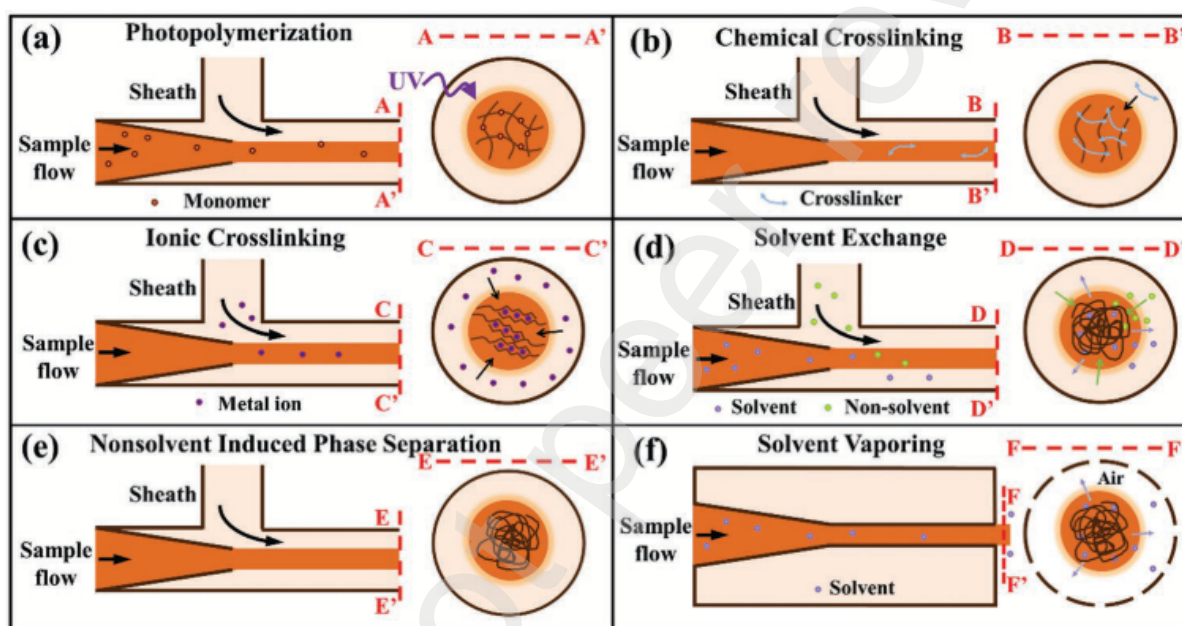 (a) Photopolymerization
A A'
UV
Sheath
A
Sample
flow
Monomer
A'
(b) Chemical Crosslinking
B B'
Sheath
B
Sample
flow
Crosslinker
B'
(c) Ionic Crosslinking
C C'
Sheath
C
Sample
flow
Metal ion
C'
(d) Solvent Exchange
D D'
Sheath
D
Sample
flow
Solvent
Non-solvent
D'
(e) Nonsolvent Induced Phase Separation
E E'
Sheath
E
Sample
flow
E'
(f) Solvent Vaporing
F F'
Air
F
Sample
flow
Solvent
F'